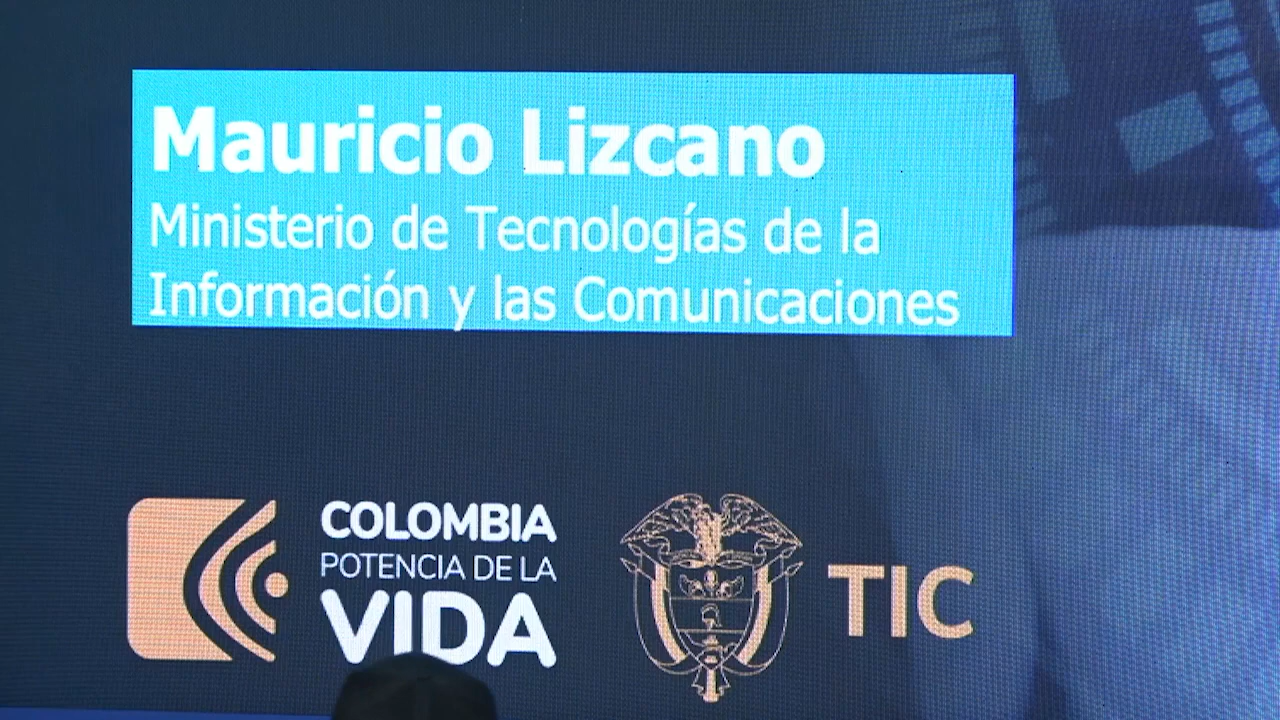 Mauricio Lizcano
Ministerio de Tecnologías de la
Información y las Comunicaciones
COLOMBIA
POTENCIA DE LA
VIDA
TIC